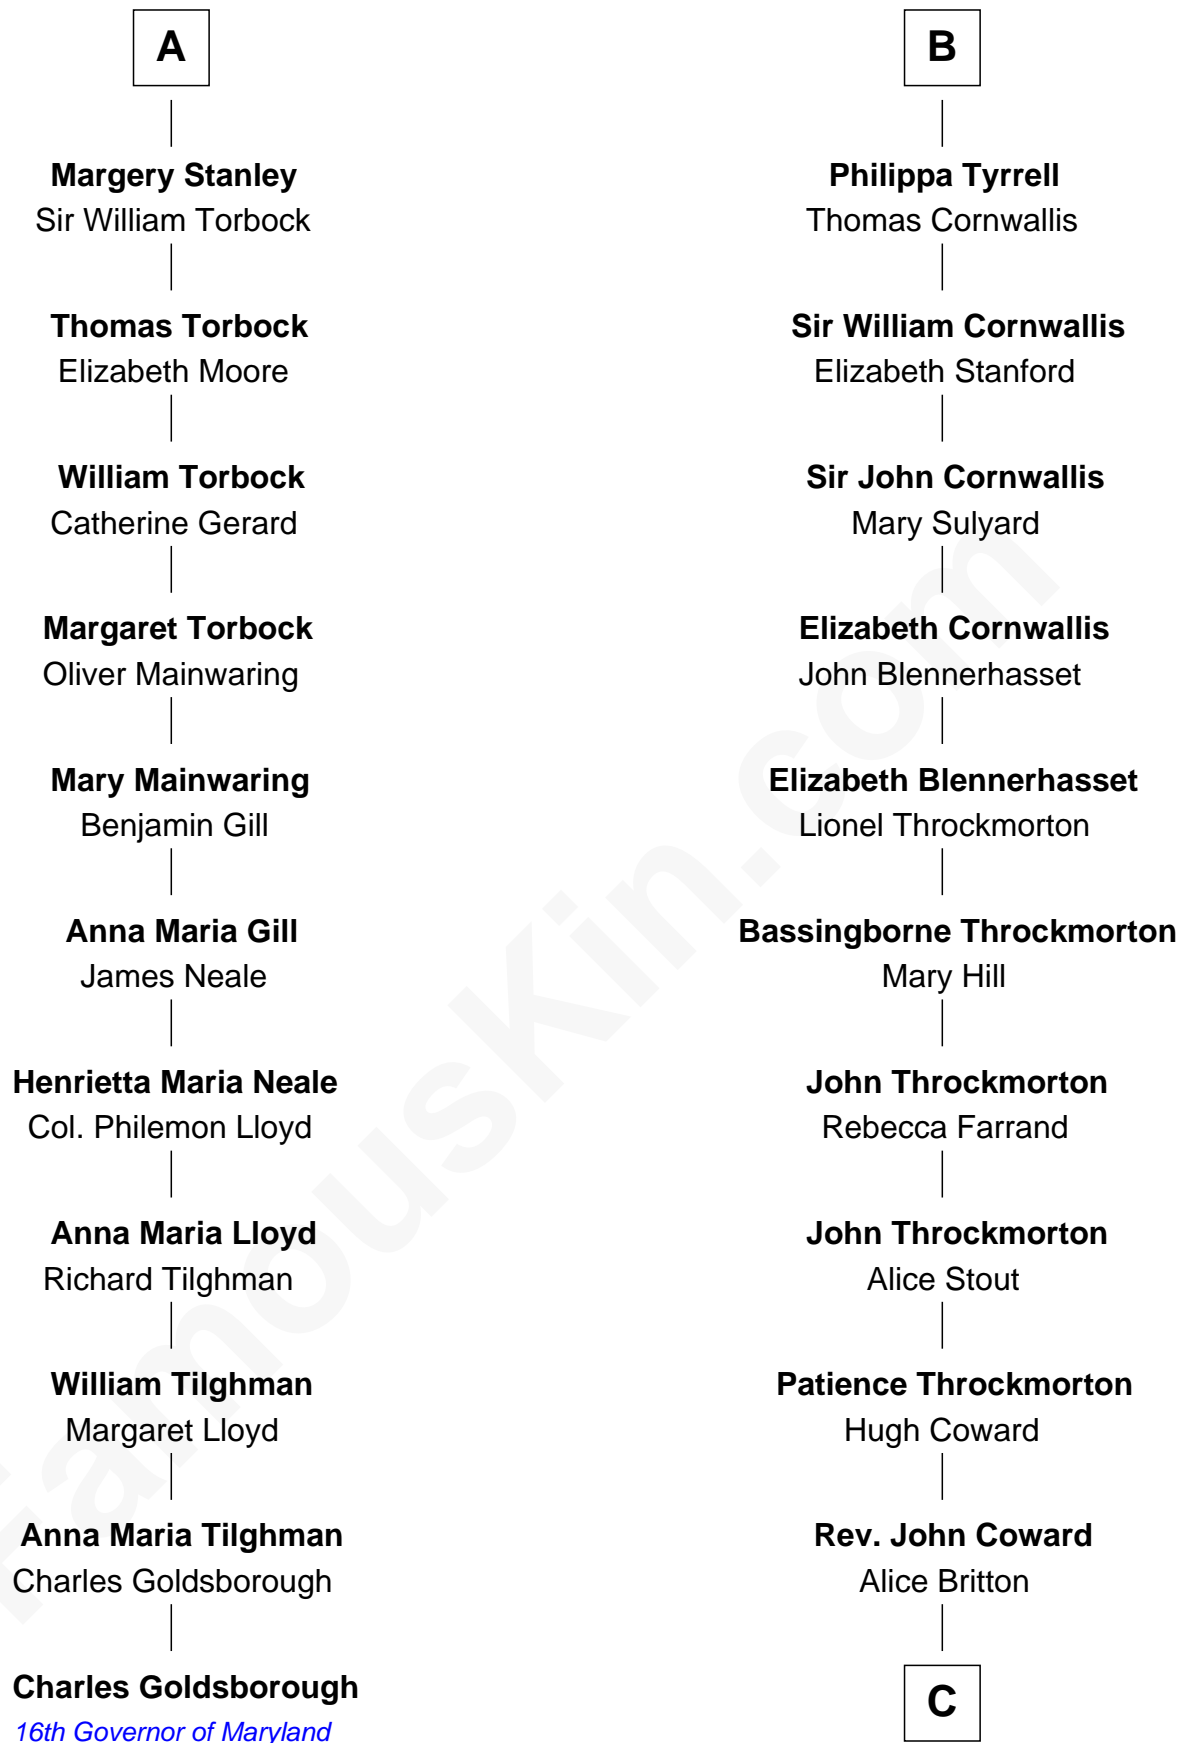 A
Margery Stanley
Sir William Torbock
Thomas Torbock
Elizabeth Moore
William Torbock
Catherine Gerard
Margaret Torbock
Oliver Mainwaring
Mary Mainwaring
Benjamin Gill
Anna Maria Gill
James Neale
Henrietta Maria Neale
Col. Philemon Lloyd
Anna Maria Lloyd
Richard Tilghman
William Tilghman
Margaret Lloyd
Anna Maria Tilghman
Charles Goldsborough
Charles Goldsborough
16th Governor of Maryland
B
Philippa Tyrrell
Thomas Cornwallis
Sir William Cornwallis
Elizabeth Stanford
Sir John Cornwallis
Mary Sulyard
Elizabeth Cornwallis
John Blennerhasset
Elizabeth Blennerhasset
Lionel Throckmorton
Bassingborne Throckmorton
Mary Hill
John Throckmorton
Rebecca Farrand
John Throckmorton
Alice Stout
Patience Throckmorton
Hugh Coward
Rev. John Coward
Alice Britton
C
FamousKin.com